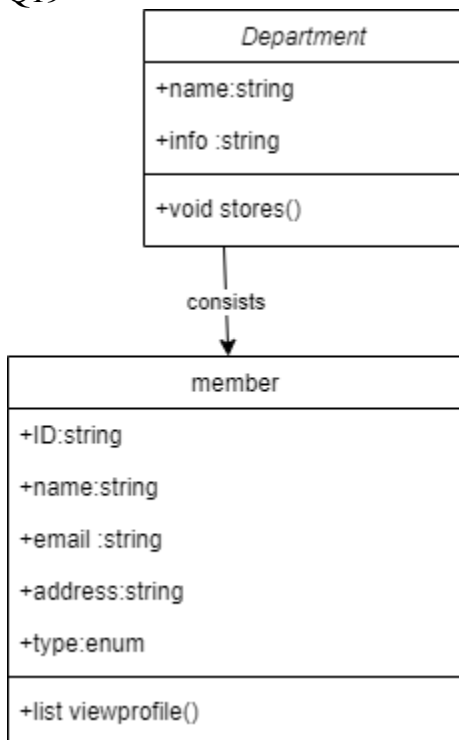 Q19
Department
+name:string
+info :string
+void stores()
consists
member
+ID:string
+name:string
+email :string
+address:string
+type:enum
+list viewprofile()